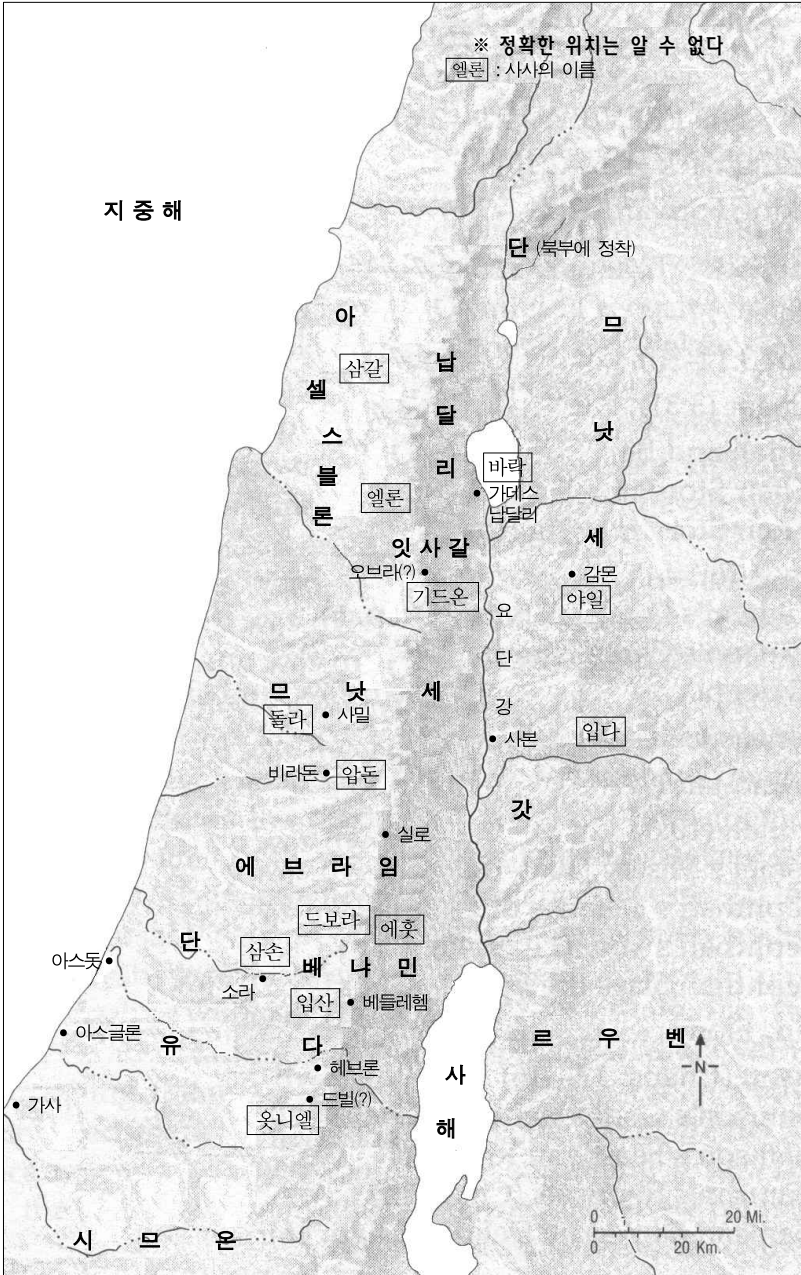 ※ 정확한 위치는 알 수 없다
엘론 : 사사의 이름
지중해
단 (북부에 정착)
아셀
삼갈
납달리
므낫세
스블론
바락
가데스
납달리
엘론
잇사갈
오브라(?)
기드온
감몬
야일
요단강
므낫세
돌라
사밀
사본
입다
비라돈
압돈
갓
실로
에브라임
드보라
에훗
단
삼손
베냐민
아스돗
소라
입산
베들레헴
아스글론
유다
르우벤
헤브론
사해
N
가사
드빌(?)
옷니엘
시므온
0 20 Mi.
0 20 Km.